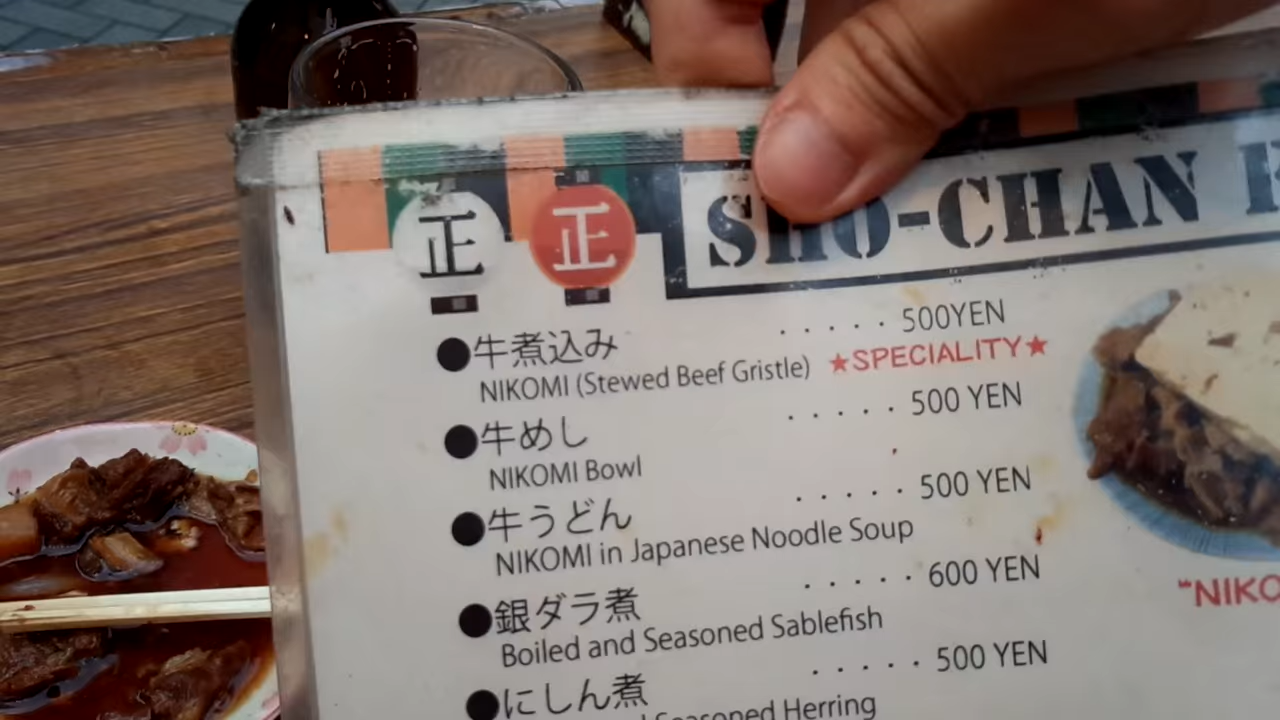 正 正 SHO-CHAN
●牛煮込み ..... 500YEN
NIKOMI (Stewed Beef Gristle) ★SPECIALITY★
●牛めし ..... 500 YEN
NIKOMI Bowl
●牛うどん ..... 500 YEN
NIKOMI in Japanese Noodle Soup
●銀ダラ煮 ..... 600 YEN
Boiled and Seasoned Sablefish
●にしん煮 ..... 500 YEN
Seasoned Herring
"NIKO